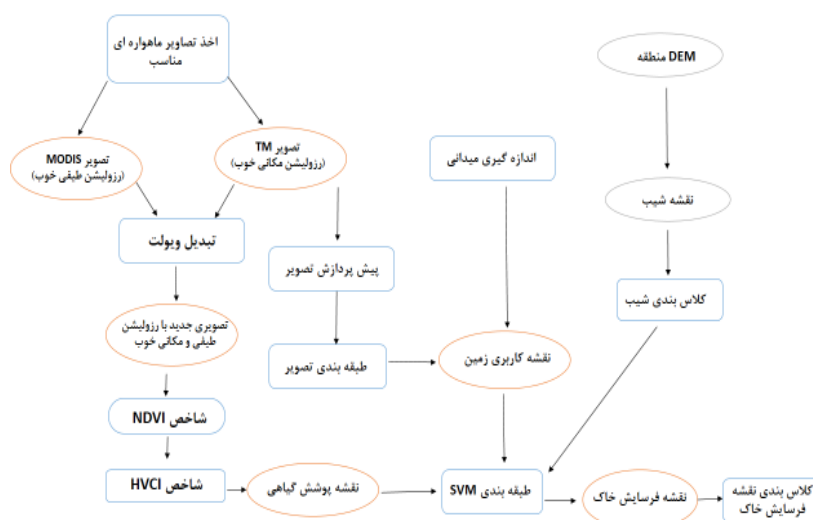 اخذ تصاویر ماهواره ای
مناسب
DEM منطقه
تصویر MODIS
(رزولیشن طیفی خوب)
تصویر TM
(رزولیشن مکانی خوب)
اندازه گیری میدانی
نقشه شیب
تبدیل ویولت
پیش پردازش تصویر
کلاس بندی شیب
تصویری جدید با رزولیشن
طیفی و مکانی خوب
طبقه بندی تصویر
نقشه کاربری زمین
شاخص NDVI
شاخص HVCI
نقشه پوشش گیاهی
طبقه بندی SVM
نقشه فرسایش خاک
کلاس بندی نقشه
فرسایش خاک